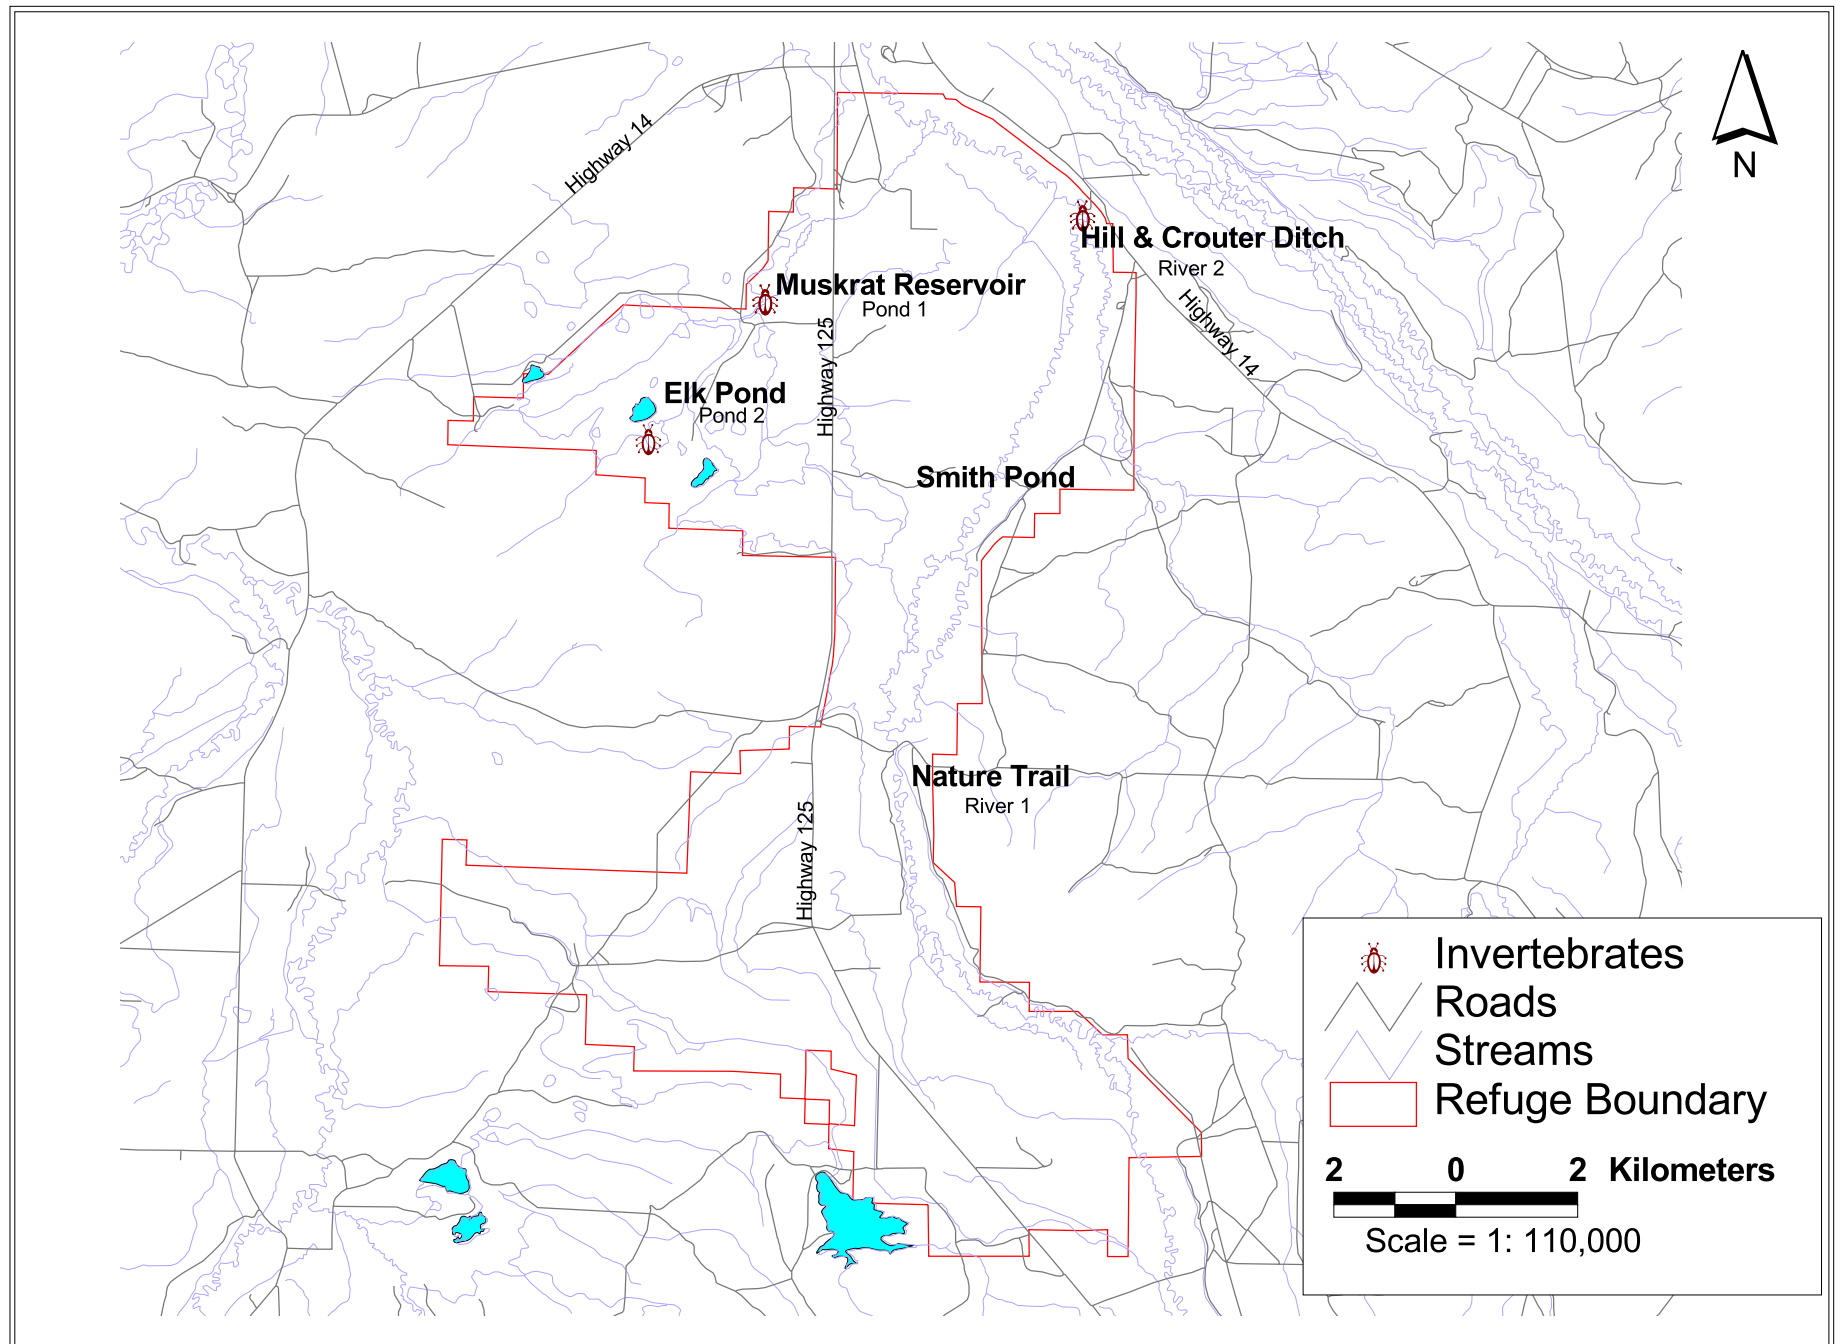 Highway 14
N
Hill & Crouter Ditch
River 2
Muskrat Reservoir
Pond 1
Highway 14
Highway 125
Elk Pond
Pond 2
Smith Pond
Nature Trail
River 1
Highway 125
Invertebrates
Roads
Streams
Refuge Boundary
2 0 2 Kilometers
Scale = 1: 110,000